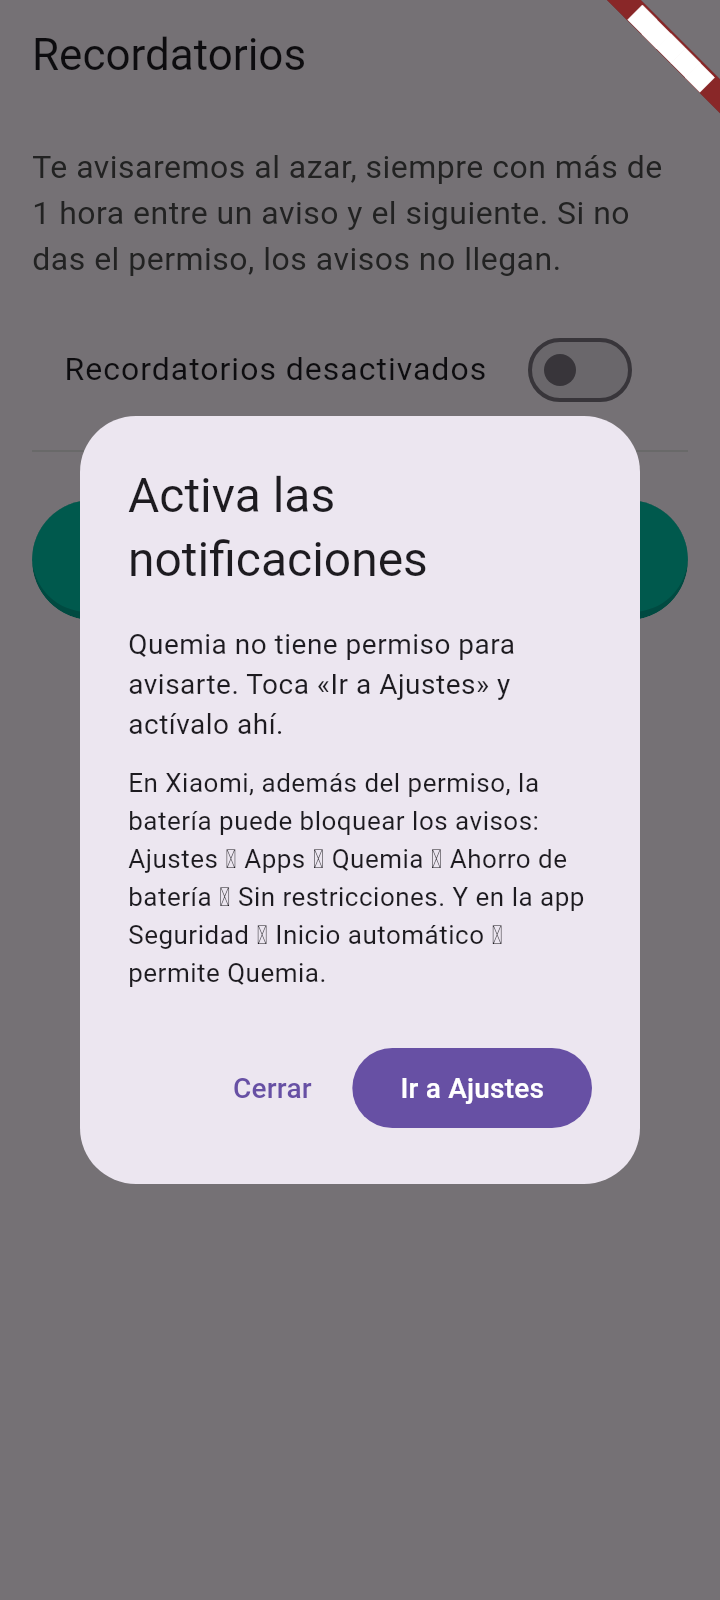 Recordatorios
Te avisaremos al azar, siempre con más de
1 hora entre un aviso y el siguiente. Si no
das el permiso, los avisos no llegan.
Recordatorios desactivados
Activa las
notificaciones
Quemia no tiene permiso para
avisarte. Toca «Ir a Ajustes» y
actívalo ahí.
En Xiaomi, además del permiso, la
batería puede bloquear los avisos:
Ajustes Apps Quemia Ahorro de
batería Sin restricciones. Y en la app
Seguridad Inicio automático
permite Quemia.
Cerrar
Ir a Ajustes